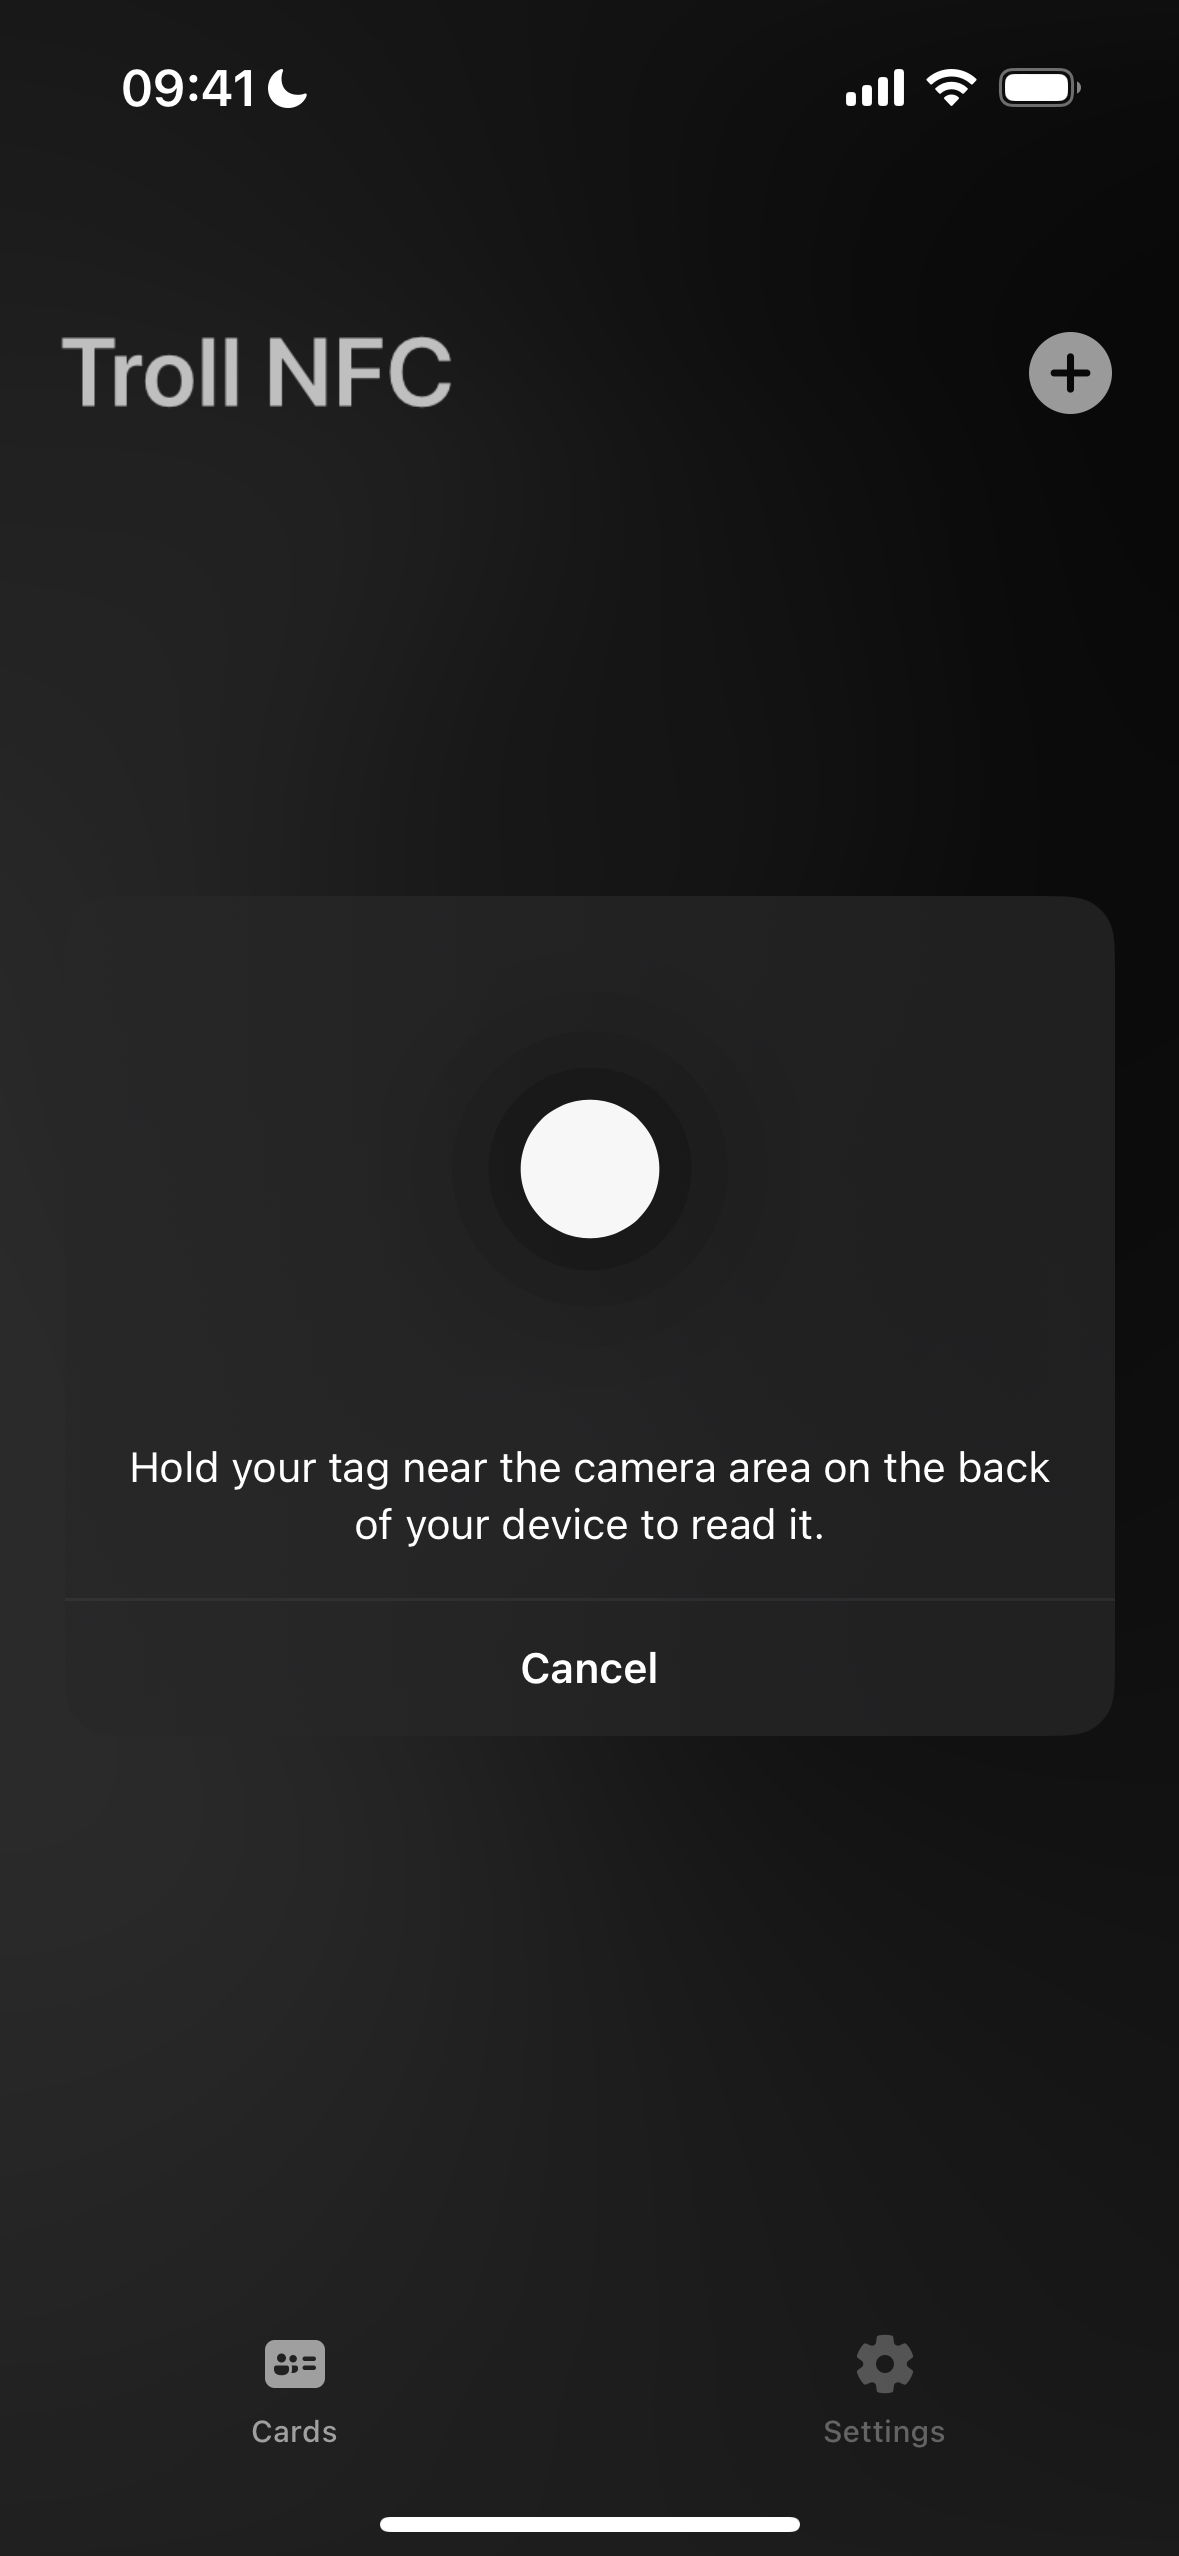 09:41
Troll NFC
Hold your tag near the camera area on the back
of your device to read it.
Cancel
Cards
Settings